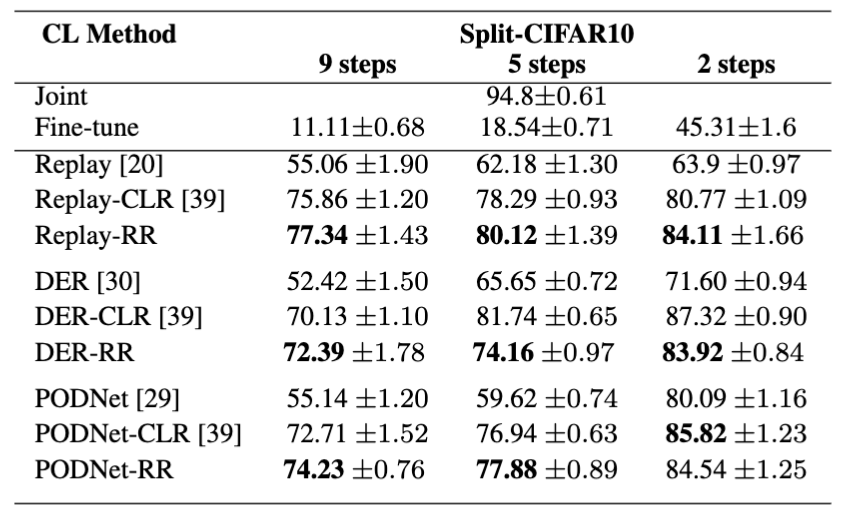 CL Method Split-CIFAR10
9 steps 5 steps 2 steps
Joint 94.8±0.61
Fine-tune 11.11±0.68 18.54±0.71 45.31±1.6
Replay [20] 55.06 ±1.90 62.18 ±1.30 63.9 ±0.97
Replay-CLR [39] 75.86 ±1.20 78.29 ±0.93 80.77 ±1.09
Replay-RR 77.34 ±1.43 80.12 ±1.39 84.11 ±1.66
DER [30] 52.42 ±1.50 65.65 ±0.72 71.60 ±0.94
DER-CLR [39] 70.13 ±1.10 81.74 ±0.65 87.32 ±0.90
DER-RR 72.39 ±1.78 74.16 ±0.97 83.92 ±0.84
PODNet [29] 55.14 ±1.20 59.62 ±0.74 80.09 ±1.16
PODNet-CLR [39] 72.71 ±1.52 76.94 ±0.63 85.82 ±1.23
PODNet-RR 74.23 ±0.76 77.88 ±0.89 84.54 ±1.25